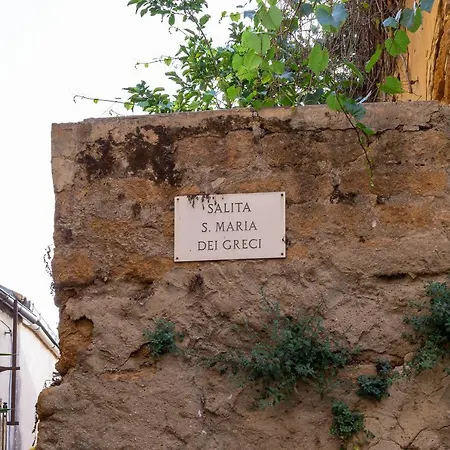 SALITA
S. MARIA
DEI GRECI